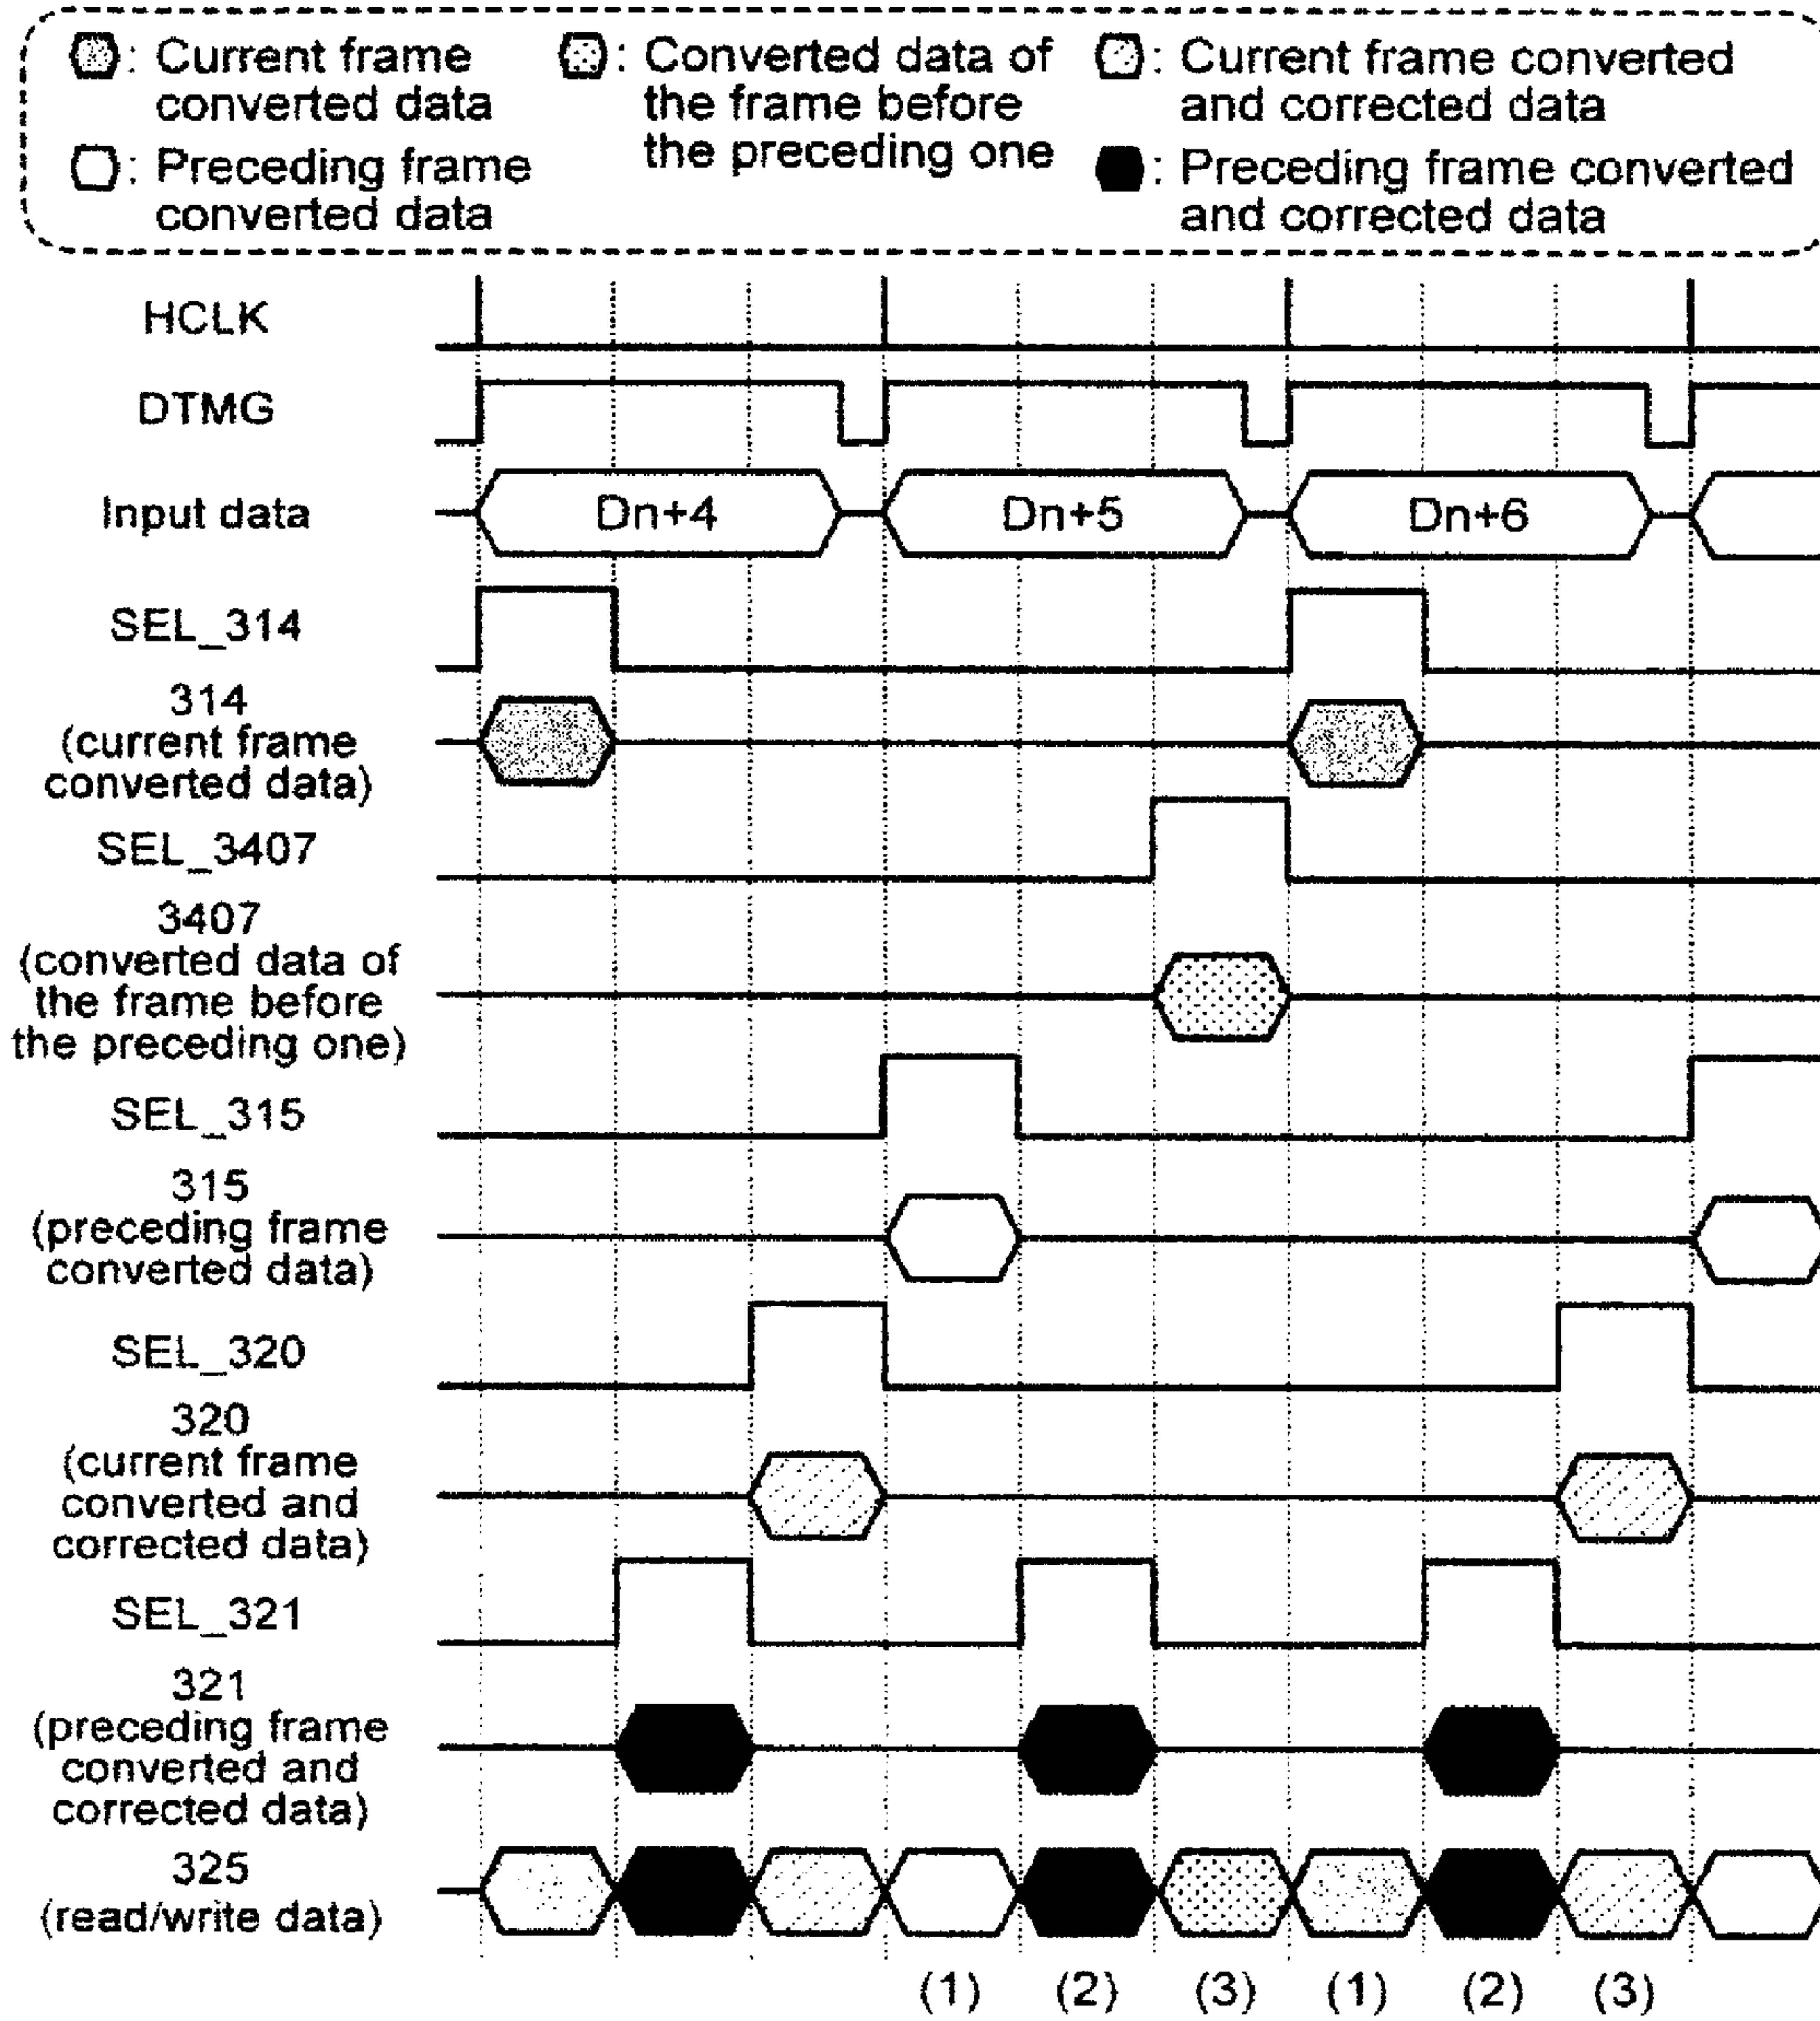 : Current frame
converted data
: Preceding frame
converted data
: Converted data of
the frame before
the preceding one
: Current frame converted
and corrected data
: Preceding frame converted
and corrected data
HCLK
DTMG
Input data
Dn+4
Dn+5
Dn+6
SEL_314
314
(current frame
converted data)
SEL_3407
3407
(converted data of
the frame before
the preceding one)
SEL_315
315
(preceding frame
converted data)
SEL_320
320
(current frame
converted and
corrected data)
SEL_321
321
(preceding frame
converted and
corrected data)
325
(read/write data)
(1) (2) (3) (1) (2) (3)